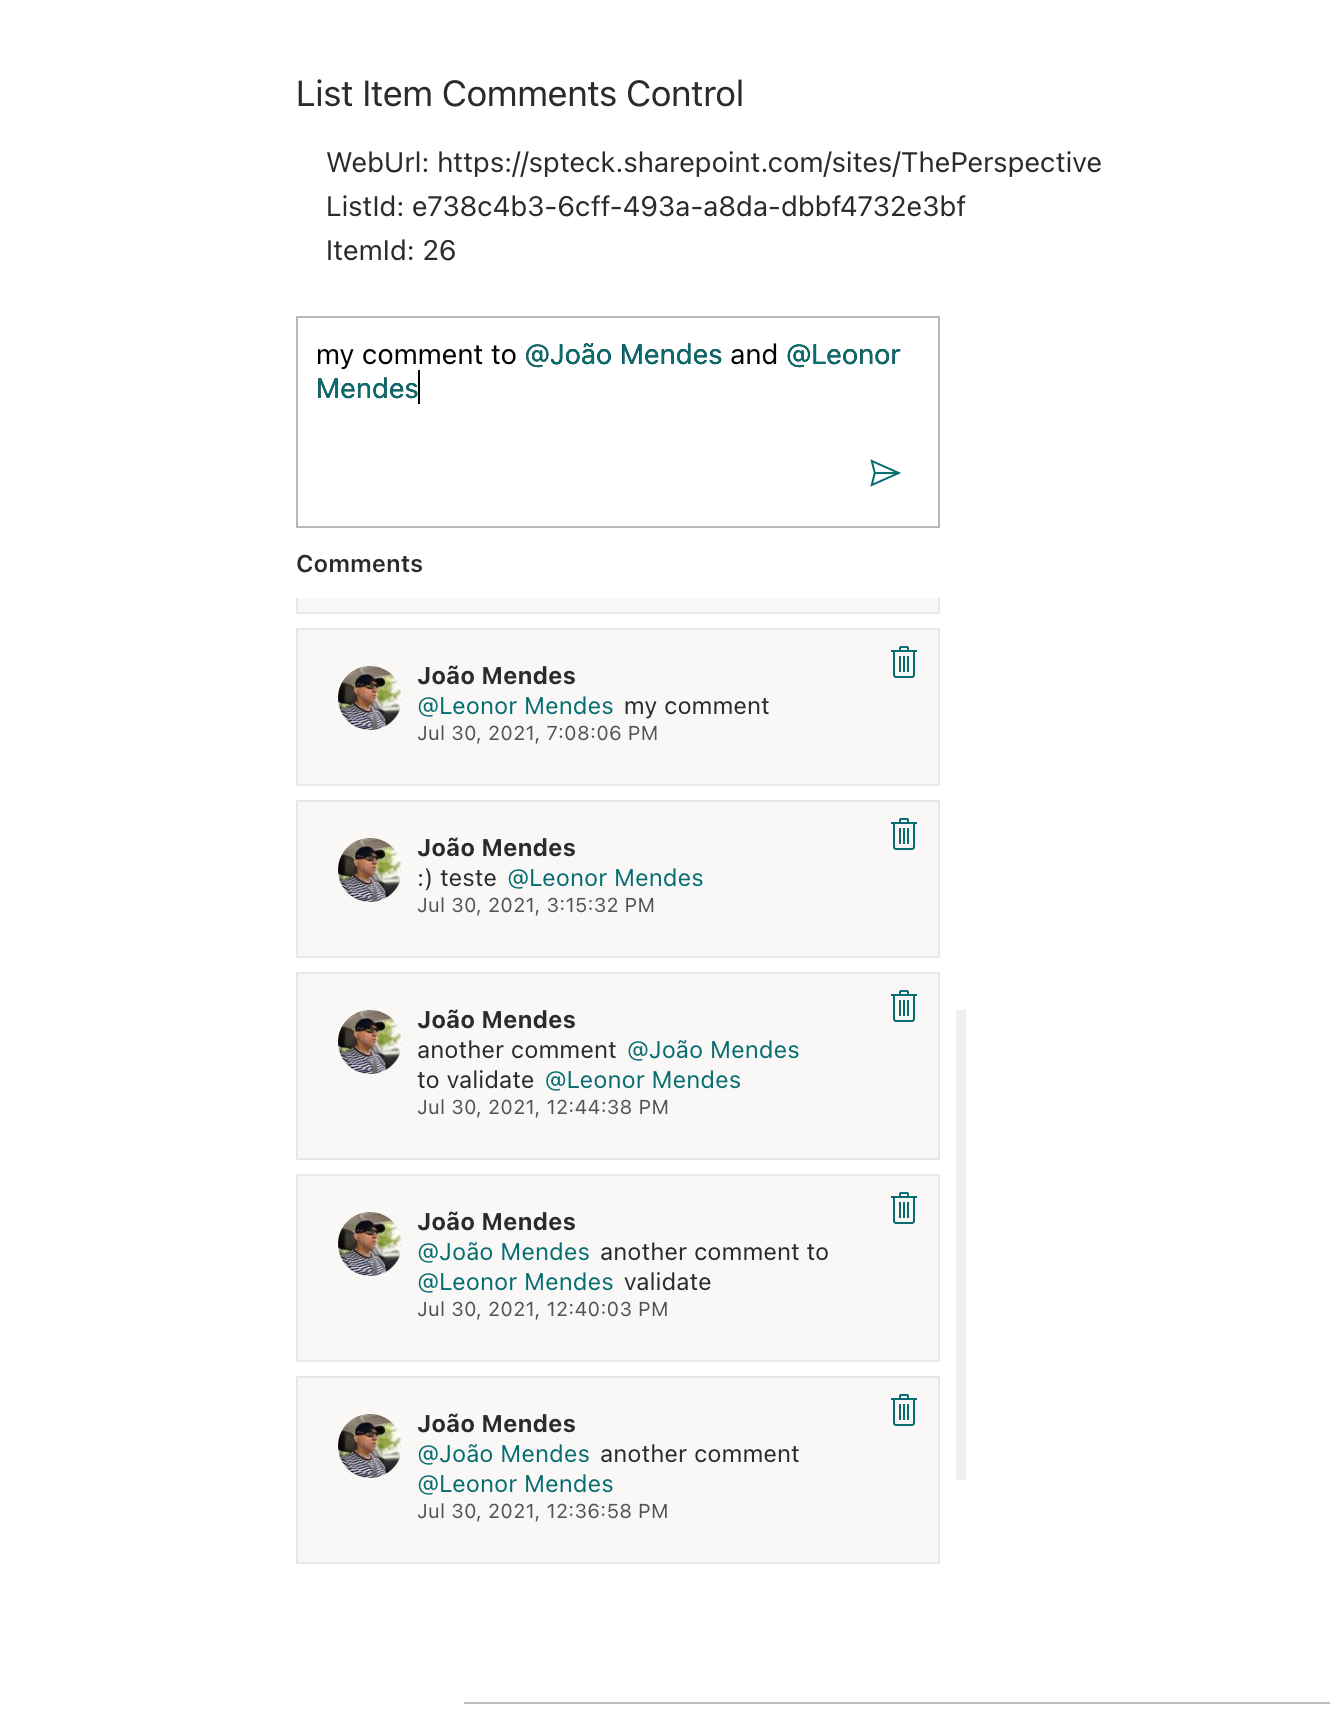 List Item Comments Control
WebUrl: https://spteck.sharepoint.com/sites/ThePerspective
ListId: e738c4b3-6cff-493a-a8da-dbbf4732e3bf
ItemId: 26
my comment to @João Mendes and @Leonor
Mendes
Comments
João Mendes
@Leonor Mendes my comment
Jul 30, 2021, 7:08:06 PM
João Mendes
:) teste @Leonor Mendes
Jul 30, 2021, 3:15:32 PM
João Mendes
another comment @João Mendes
to validate @Leonor Mendes
Jul 30, 2021, 12:44:38 PM
João Mendes
@João Mendes another comment to
@Leonor Mendes validate
Jul 30, 2021, 12:40:03 PM
João Mendes
@João Mendes another comment
@Leonor Mendes
Jul 30, 2021, 12:36:58 PM